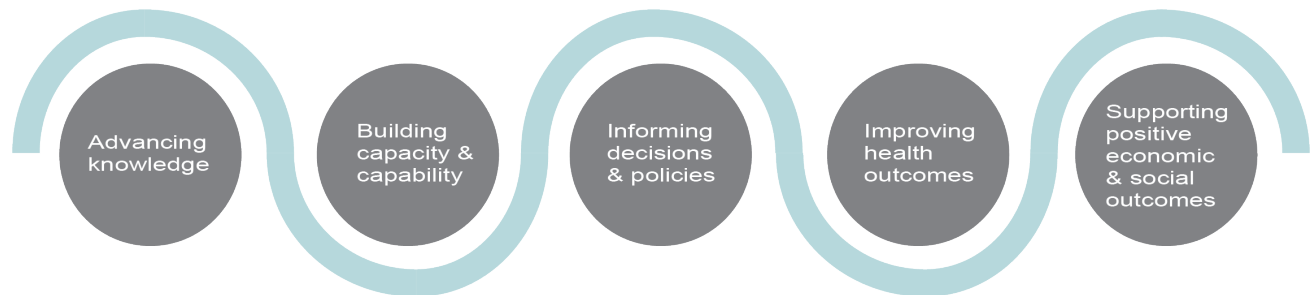 Advancing
knowledge
Building
capacity &
capability
Informing
decisions
& policies
Improving
health
outcomes
Supporting
positive
economic
& social
outcomes